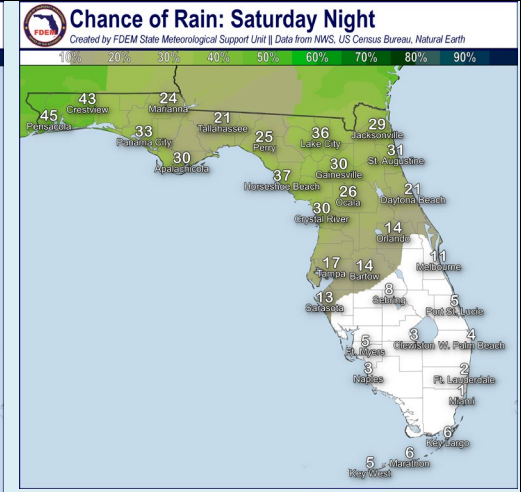 Chance of Rain: Saturday Night
Created by FDEM State Meteorological Support Unit || Data from NWS, US Census Bureau, Natural Earth
FDEM
10% 20% 30% 40% 50% 60% 70% 80% 90%
43
Crestview
24
Marianna
45
Pensacola
21
Tallahassee
33
Panama City
25
Perry
36
Lake City
29
Jacksonville
30
Apalachicola
31
St. Augustine
37
Horseshoe Beach
30
Gainesville
26
Ocala
21
Daytona Beach
30
Crystal River
14
Orlando
17
Tampa
14
Bartow
11
Melbourne
13
Sarasota
8
Sebring
5
Port St. Lucie
5
Ft. Myers
3
Clewiston
4
W. Palm Beach
3
Naples
2
Ft. Lauderdale
1
Miami
6
Key Largo
6
Marathon
5
Key West